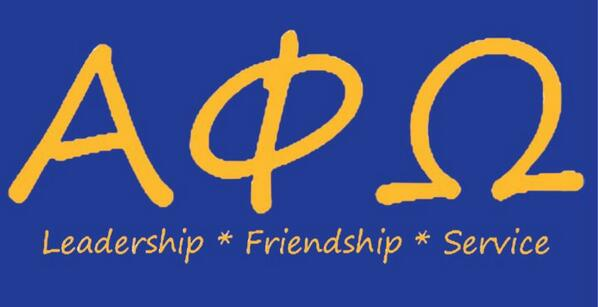 ΑΦΩ
Leadership * Friendship * Service